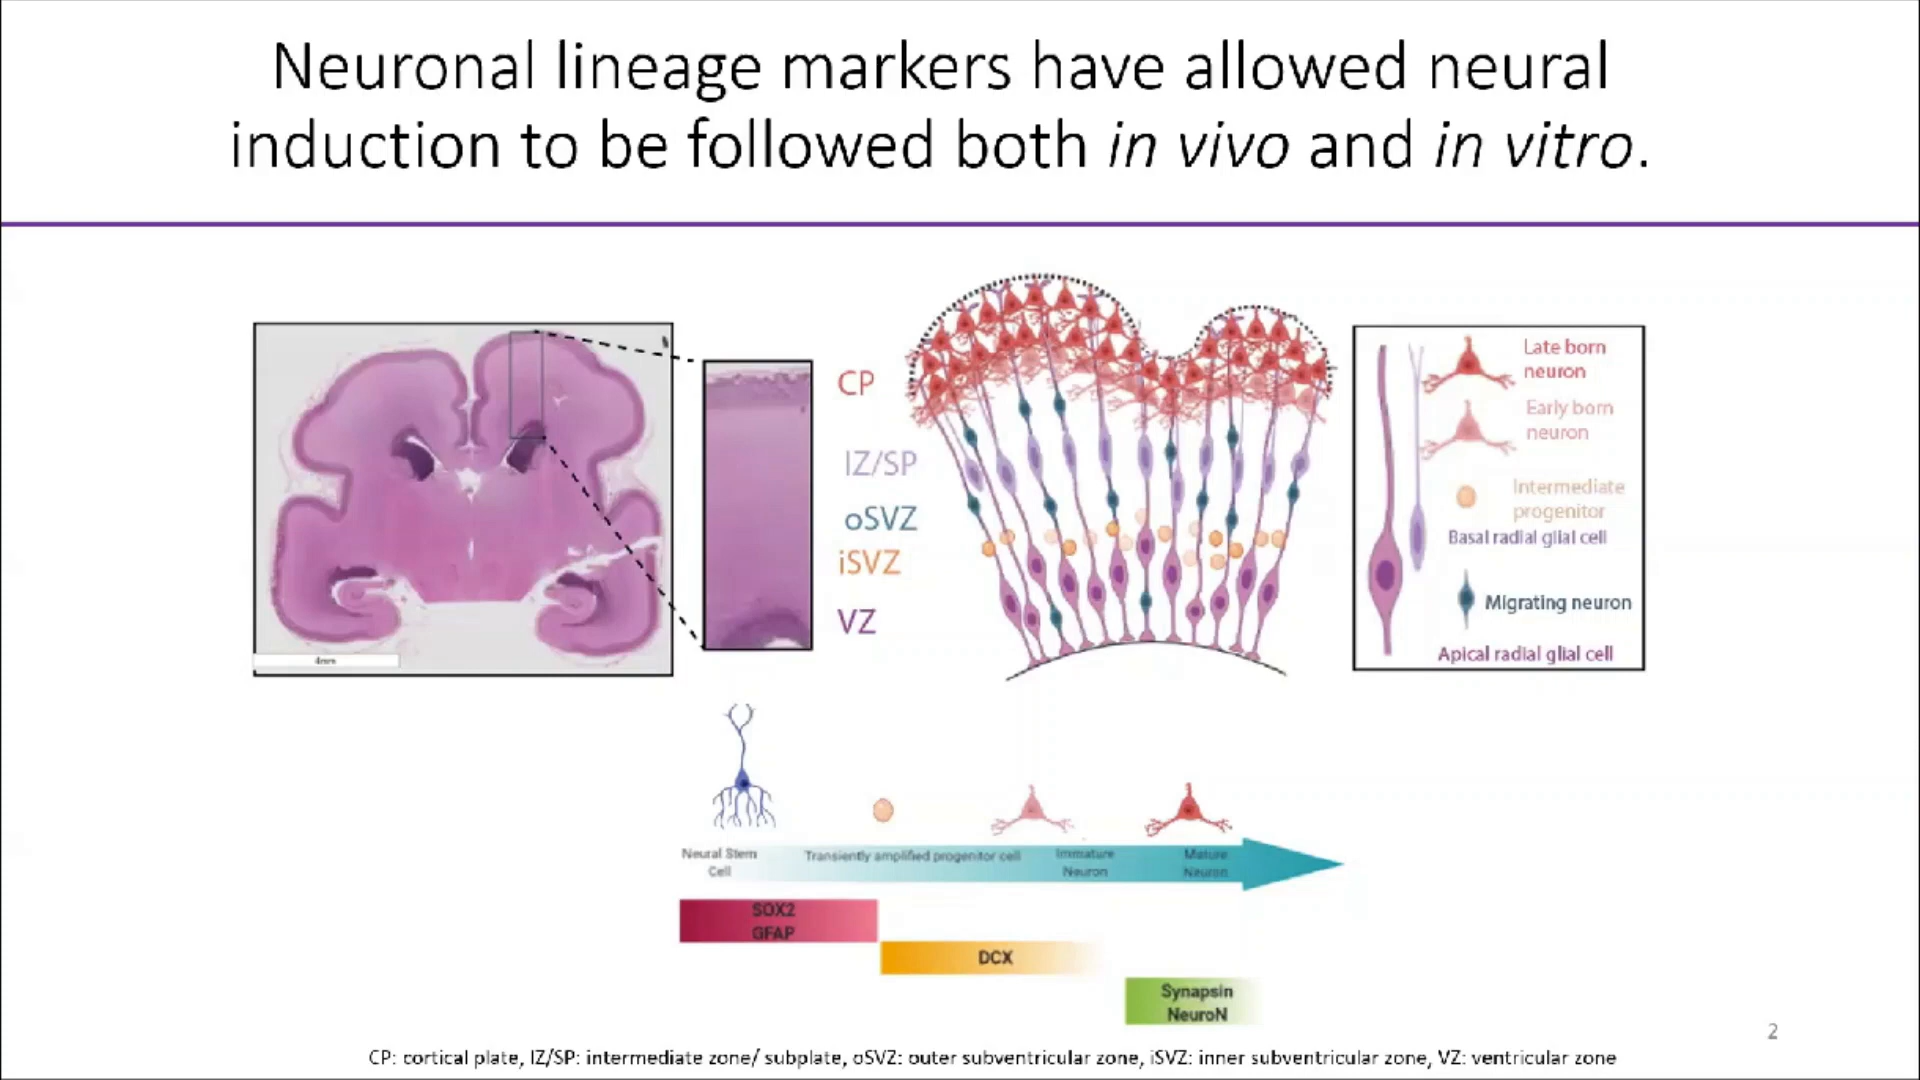 Neuronal lineage markers have allowed neural
induction to be followed both in vivo and in vitro.
4mm
CP
IZ/SP
oSVZ
iSVZ
VZ
Late born
neuron
Early born
neuron
Intermediate
progenitor
Basal radial glial cell
Migrating neuron
Apical radial glial cell
Neural Stem
Cell
Transiently amplified progenitor cell
Immature
Neuron
Mature
Neuron
SOX2
GFAP
DCX
Synapsin
NeuroN
2
CP: cortical plate, IZ/SP: intermediate zone/ subplate, oSVZ: outer subventricular zone, iSVZ: inner subventricular zone, VZ: ventricular zone